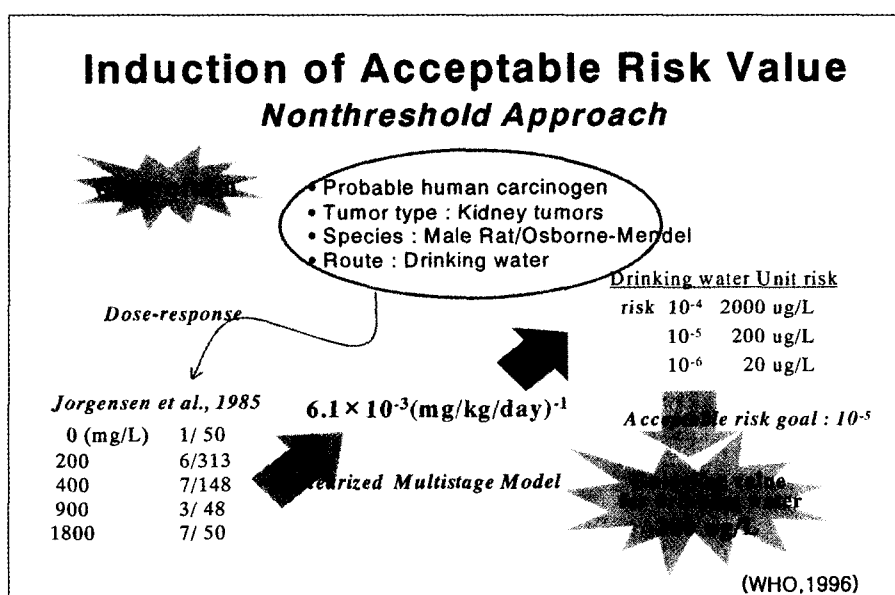 Induction of Acceptable Risk Value
Nonthreshold Approach
• Probable human carcinogen
• Tumor type : Kidney tumors
• Species : Male Rat/Osborne-Mendel
• Route : Drinking water
Dose-response
Jorgensen et al., 1985
0 (mg/L) 1/ 50
200 6/313
400 7/148
900 3/ 48
1800 7/ 50
6.1 × 10⁻³(mg/kg/day)⁻¹
Multistage Model
Drinking water Unit risk
risk 10⁻⁴ 2000 ug/L
10⁻⁵ 200 ug/L
10⁻⁶ 20 ug/L
Acceptable risk goal : 10⁻⁵
(WHO,1996)